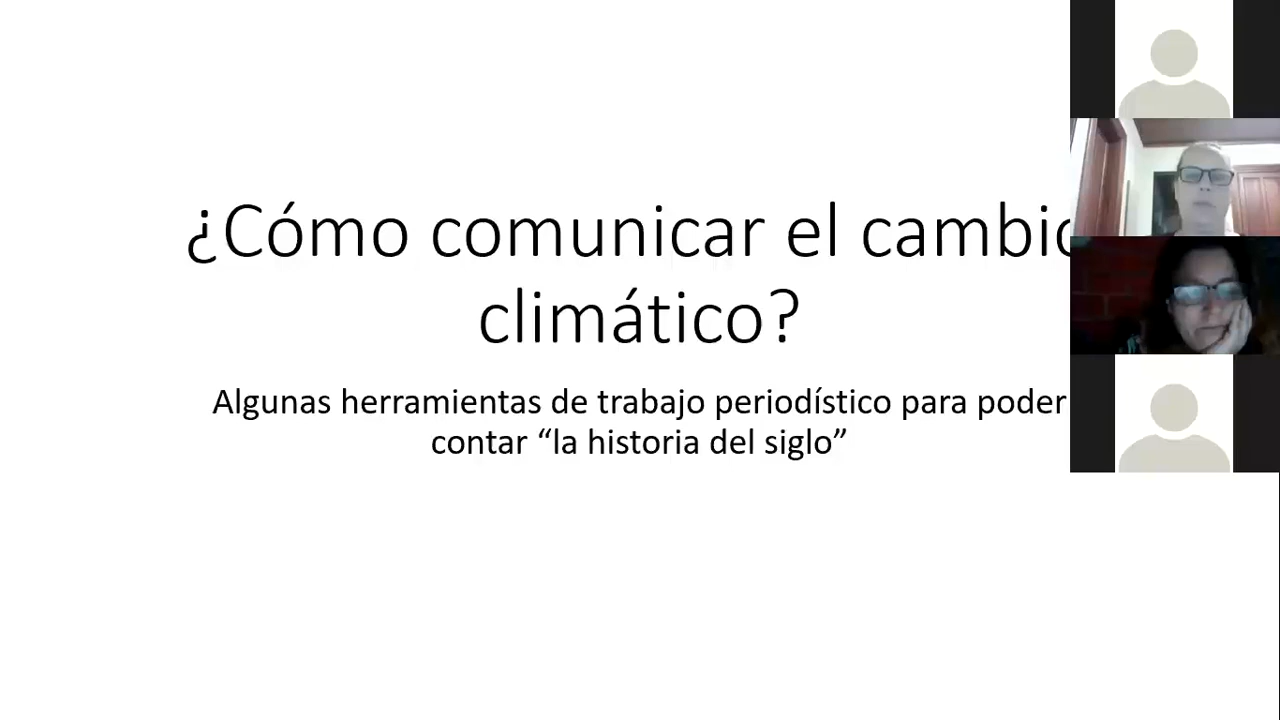 ¿Cómo comunicar el cambio
climático?
Algunas herramientas de trabajo periodístico para poder
contar “la historia del siglo”